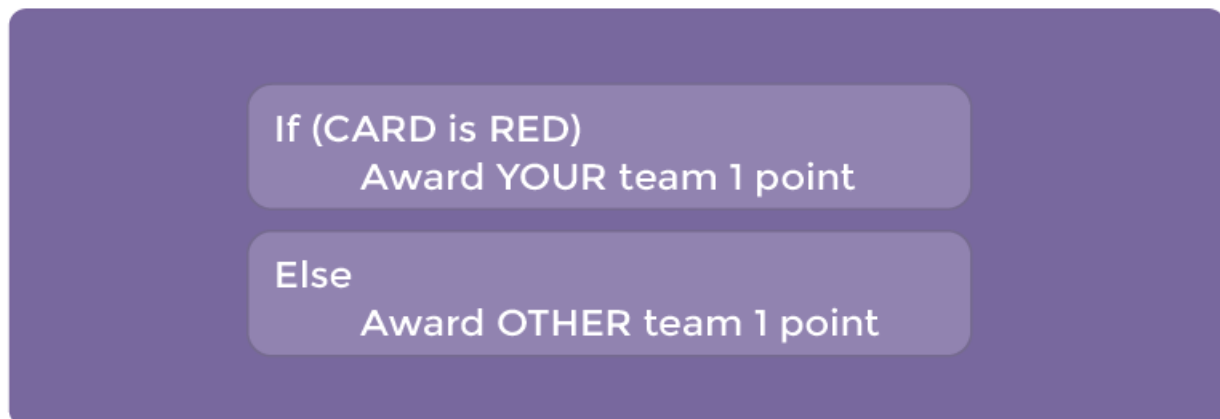 If (CARD is RED)
Award YOUR team 1 point
Else
Award OTHER team 1 point